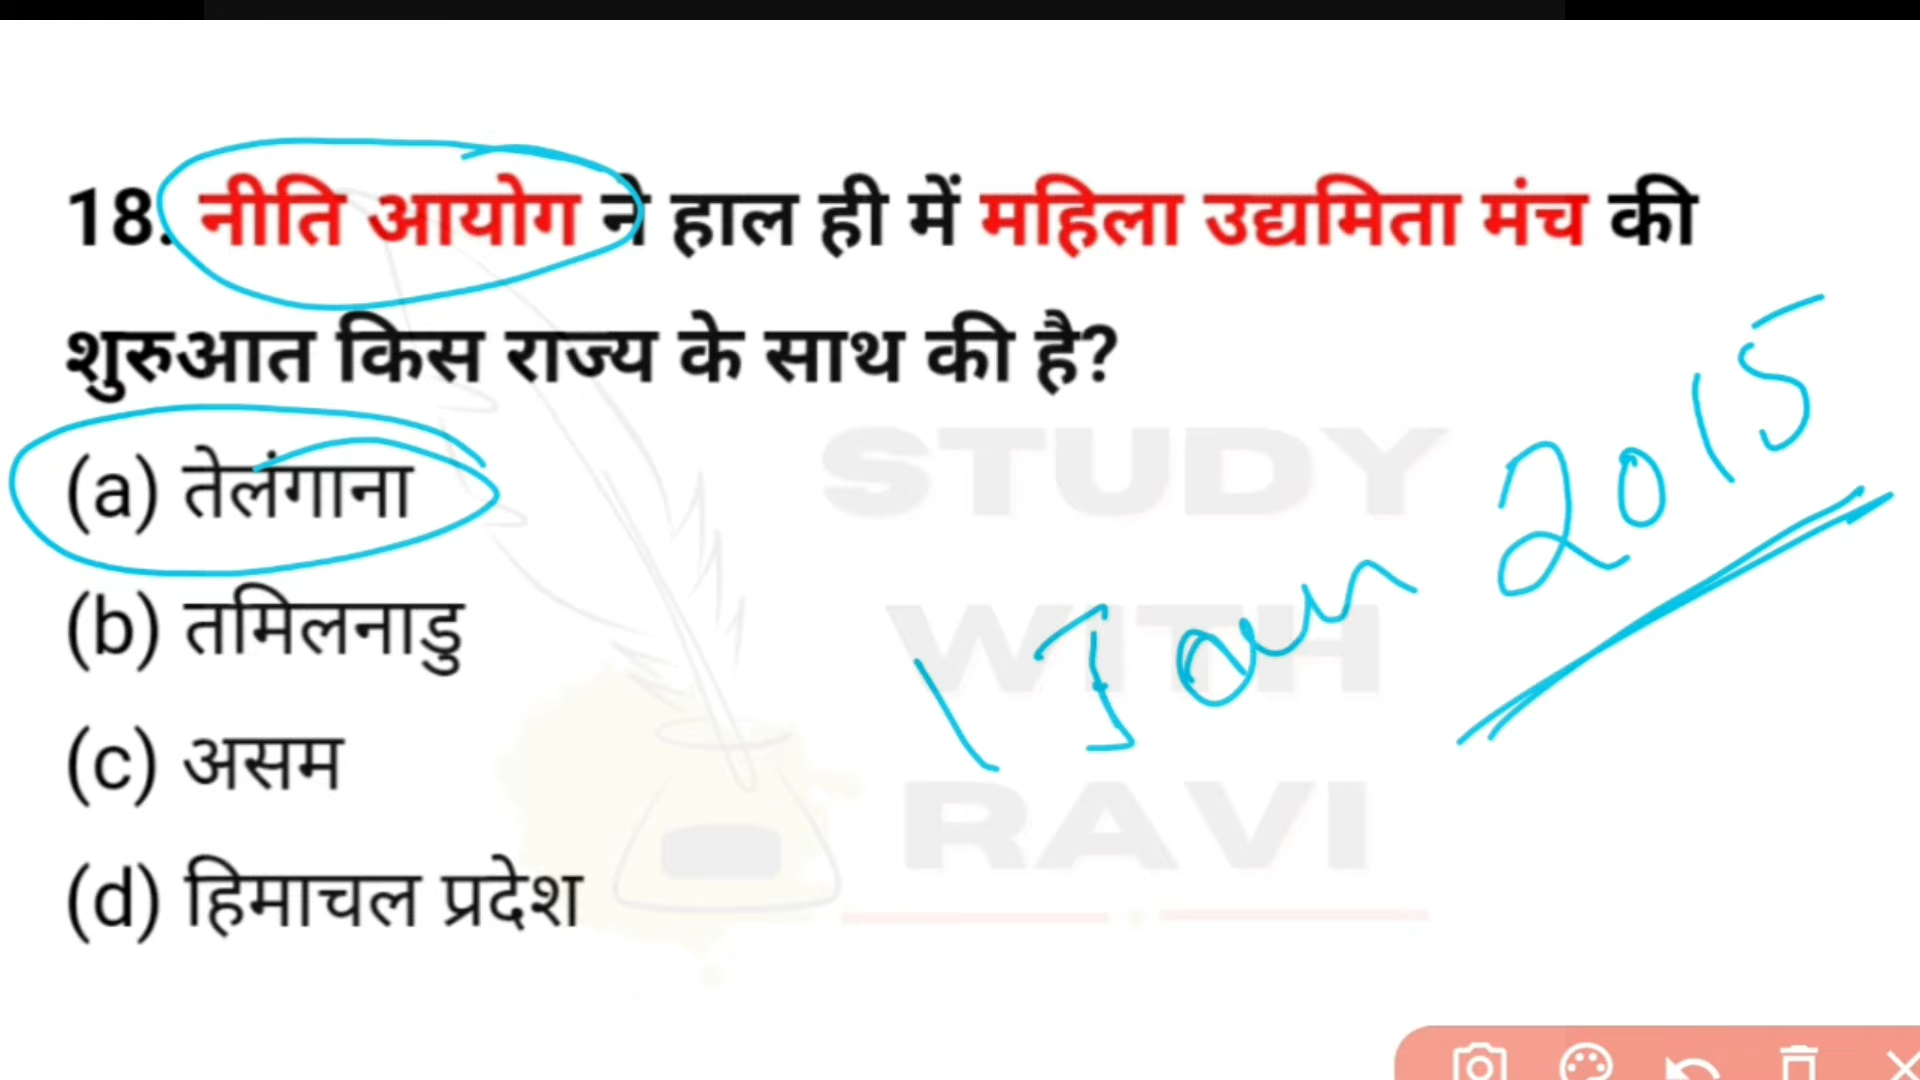 18. नीति आयोग ने हाल ही में महिला उद्यमिता मंच की
शुरुआत किस राज्य के साथ की है?
(a) तेलंगाना
(b) तमिलनाडु
(c) असम
(d) हिमाचल प्रदेश
1 Jan 2015
STUDY
WITH
RAVI